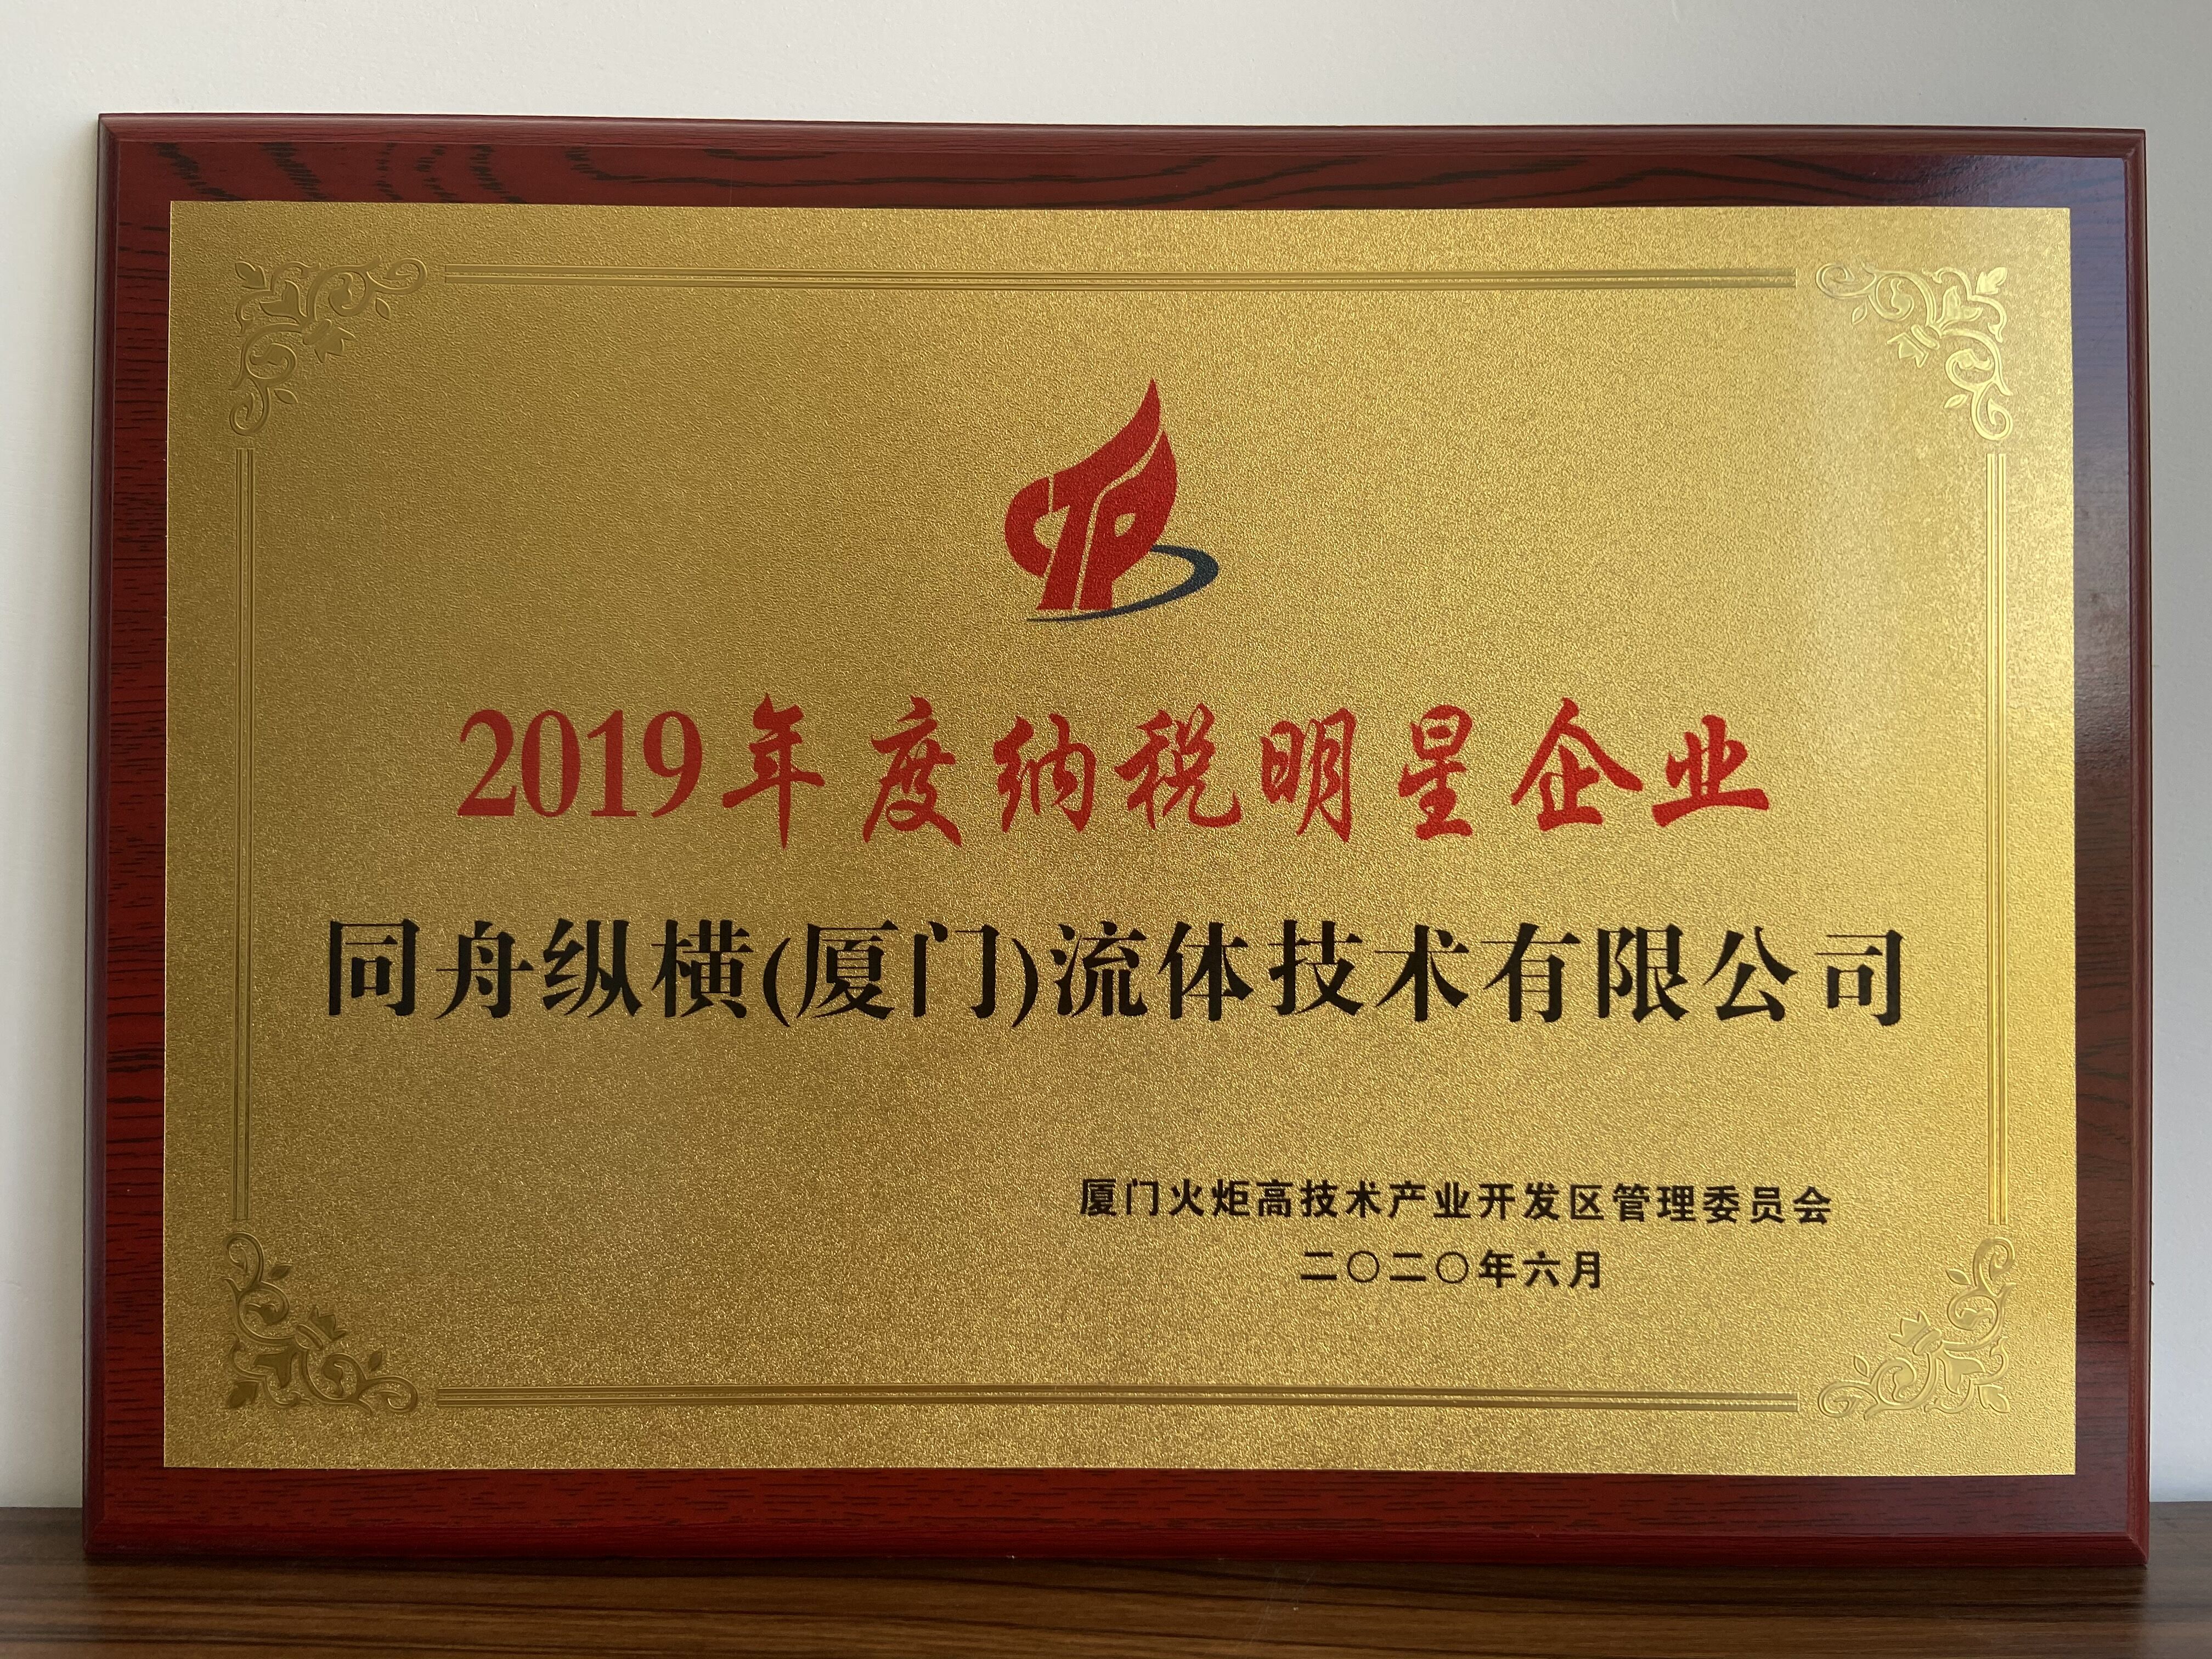 CTP
2019年度纳税明星企业
同舟纵横(厦门)流体技术有限公司
厦门火炬高技术产业开发区管理委员会
二〇二〇年六月